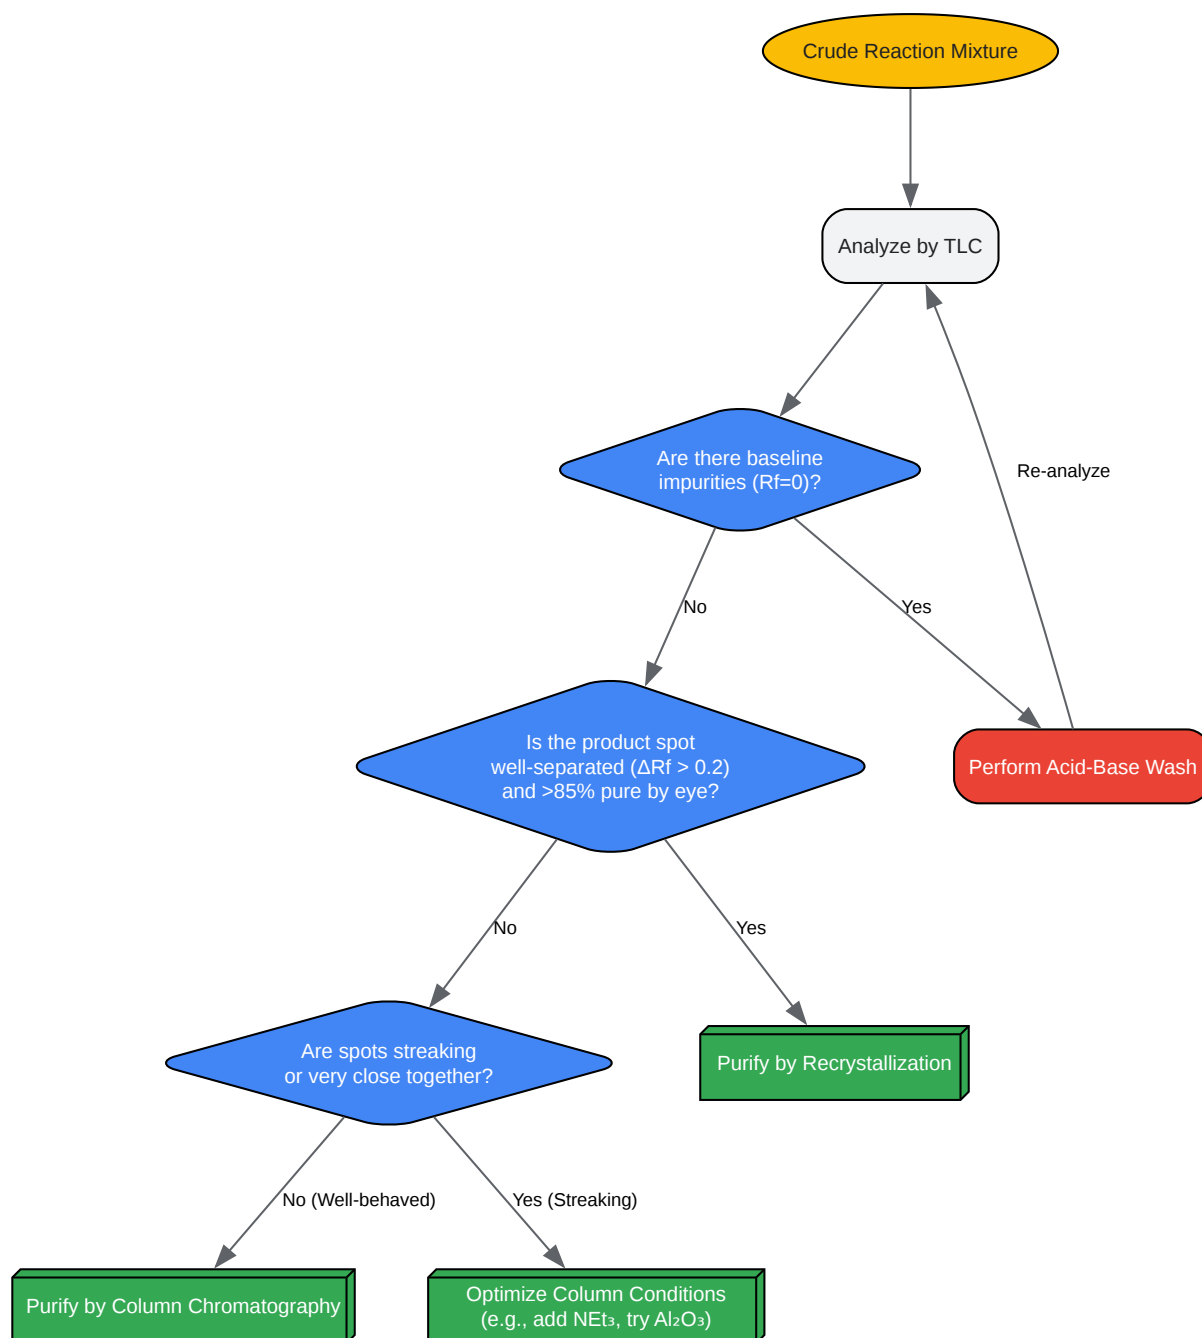 Crude Reaction Mixture
Analyze by TLC
Are there baseline
impurities (Rf=0)?
Re-analyze
No
Yes
Is the product spot
well-separated (ΔRf > 0.2)
and >85% pure by eye?
Perform Acid-Base Wash
No
Yes
Are spots streaking
or very close together?
Purify by Recrystallization
No (Well-behaved)
Yes (Streaking)
Purify by Column Chromatography
Optimize Column Conditions
(e.g., add NEt₃, try Al₂O₃)